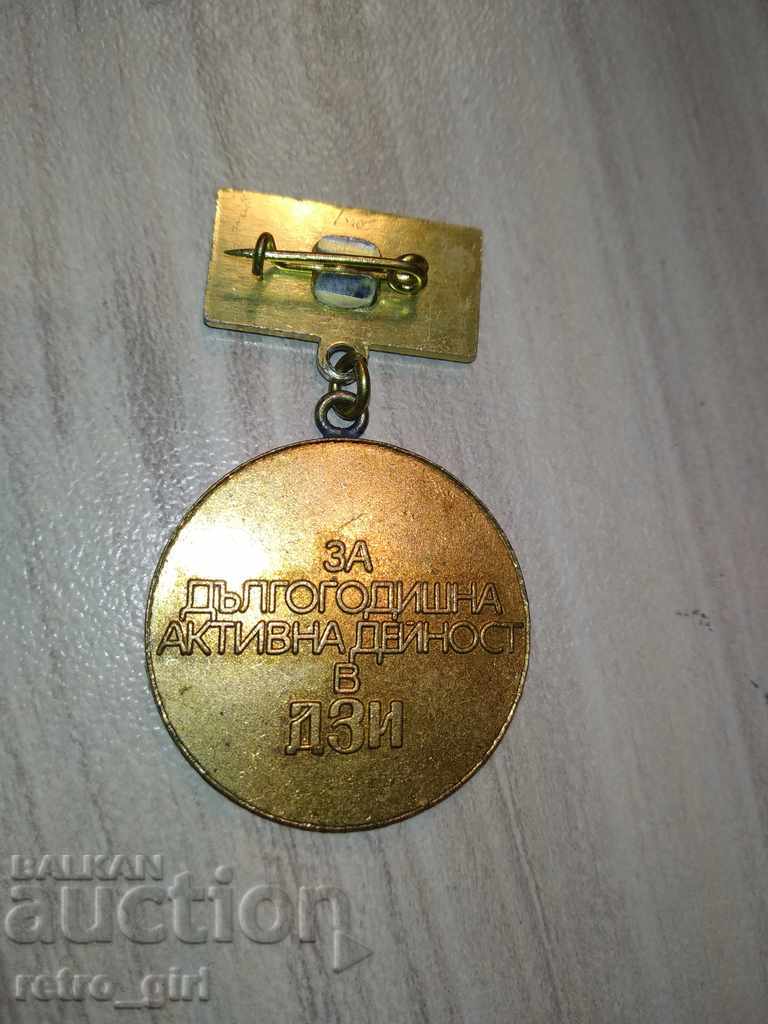 ЗА
ДЪЛГОГОДИШНА
АКТИВНА ДЕЙНОСТ
В
ДЗИ
BALKAN
auction
retro_girl